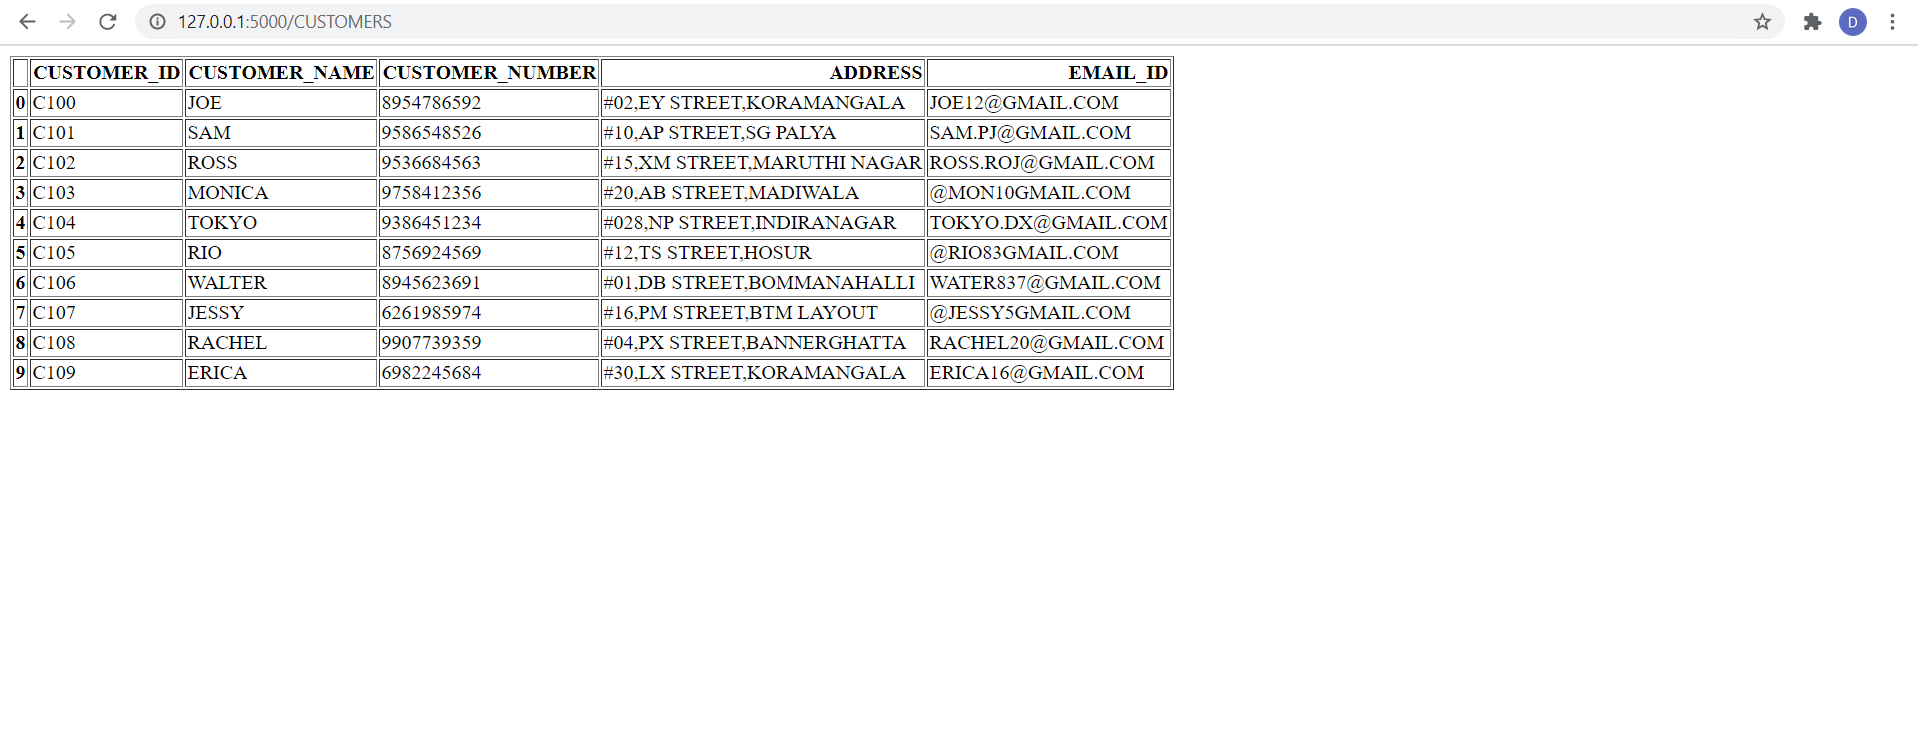 127.0.0.1:5000/CUSTOMERS
D
CUSTOMER_ID CUSTOMER_NAME CUSTOMER_NUMBER ADDRESS EMAIL_ID
0 C100 JOE 8954786592 #02,EY STREET,KORAMANGALA JOE12@GMAIL.COM
1 C101 SAM 9586548526 #10,AP STREET,SG PALYA SAM.PJ@GMAIL.COM
2 C102 ROSS 9536684563 #15,XM STREET,MARUTHI NAGAR ROSS.ROJ@GMAIL.COM
3 C103 MONICA 9758412356 #20,AB STREET,MADIWALA @MON10GMAIL.COM
4 C104 TOKYO 9386451234 #028,NP STREET,INDIRANAGAR TOKYO.DX@GMAIL.COM
5 C105 RIO 8756924569 #12,TS STREET,HOSUR @RIO83GMAIL.COM
6 C106 WALTER 8945623691 #01,DB STREET,BOMMANAHALLI WATER837@GMAIL.COM
7 C107 JESSY 6261985974 #16,PM STREET,BTM LAYOUT @JESSY5GMAIL.COM
8 C108 RACHEL 9907739359 #04,PX STREET,BANNERGHATTA RACHEL20@GMAIL.COM
9 C109 ERICA 6982245684 #30,LX STREET,KORAMANGALA ERICA16@GMAIL.COM